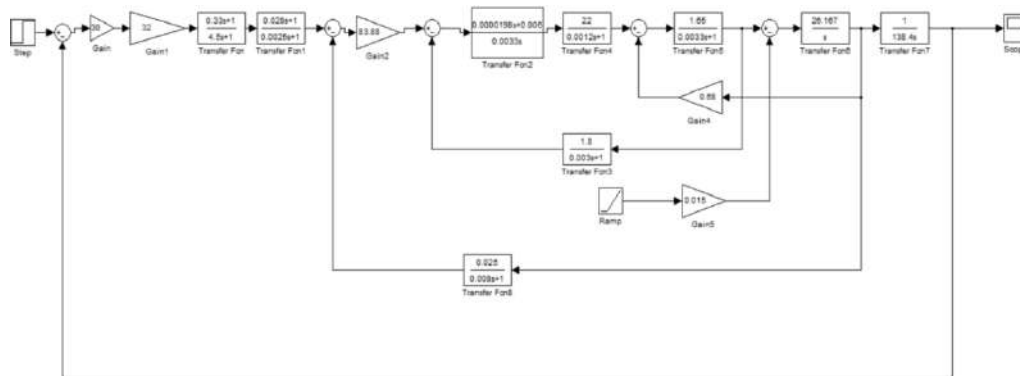 Step
Gain
32
Gain1
0.33s+1
4.5s+1
Transfer Fcn
0.028s+1
0.0025s+1
Transfer Fcn1
83.88
Gain2
0.0000198s+0.006
0.0033s
Transfer Fcn2
22
0.0012s+1
Transfer Fcn4
1.65
0.0033s+1
Transfer Fcn5
26.167
s
Transfer Fcn6
1
138.4s
Transfer Fcn7
Gain4
1.8
0.003s+1
Transfer Fcn3
Ramp
0.015
Gain5
0.025
0.008s+1
Transfer Fcn8